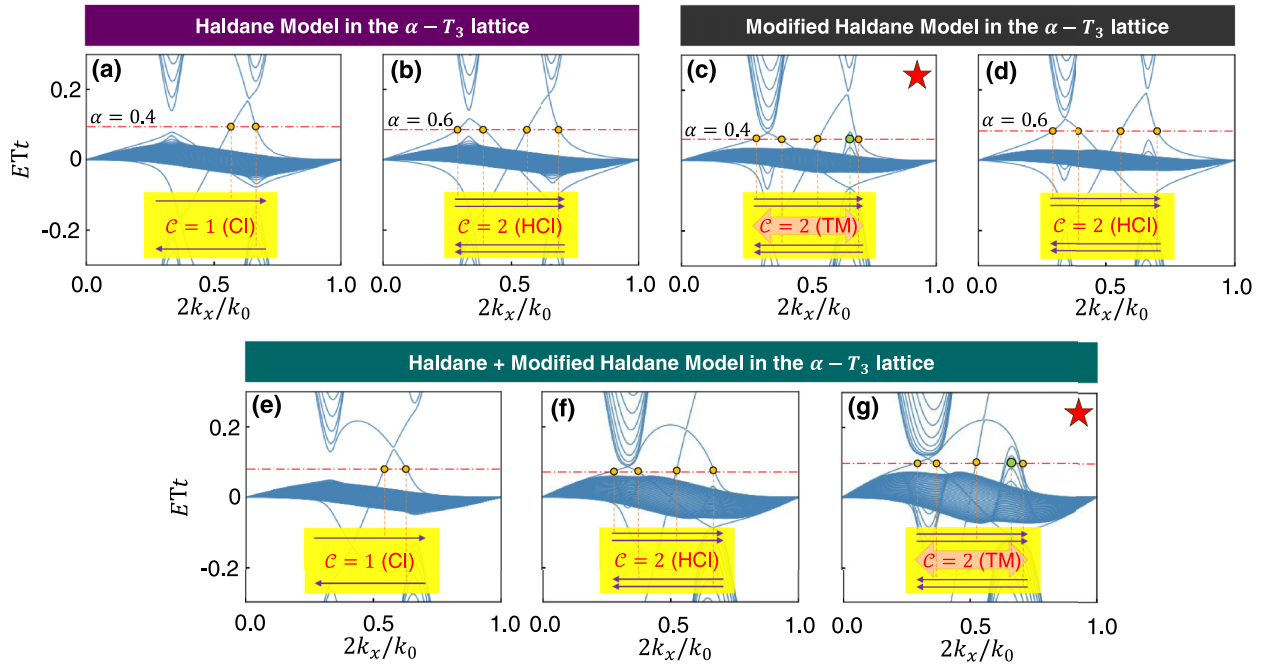 Haldane Model in the α − T₃ lattice
Modified Haldane Model in the α − T₃ lattice
(a)
(b)
(c)
(d)
0.2
0
-0.2
ETt
α = 0.4
α = 0.6
α = 0.4
α = 0.6
𝒞 = 1 (CI)
𝒞 = 2 (HCI)
𝒞 = 2 (TM)
𝒞 = 2 (HCI)
0.0 0.5 1.0
0.0 0.5 1.0
0.0 0.5 1.0
0.0 0.5 1.0
2kₓ/k₀
2kₓ/k₀
2kₓ/k₀
2kₓ/k₀
Haldane + Modified Haldane Model in the α − T₃ lattice
(e)
(f)
(g)
0.2
0
-0.2
ETt
𝒞 = 1 (CI)
𝒞 = 2 (HCI)
𝒞 = 2 (TM)
0.0 0.5 1.0
0.0 0.5 1.0
0.0 0.5 1.0
2kₓ/k₀
2kₓ/k₀
2kₓ/k₀